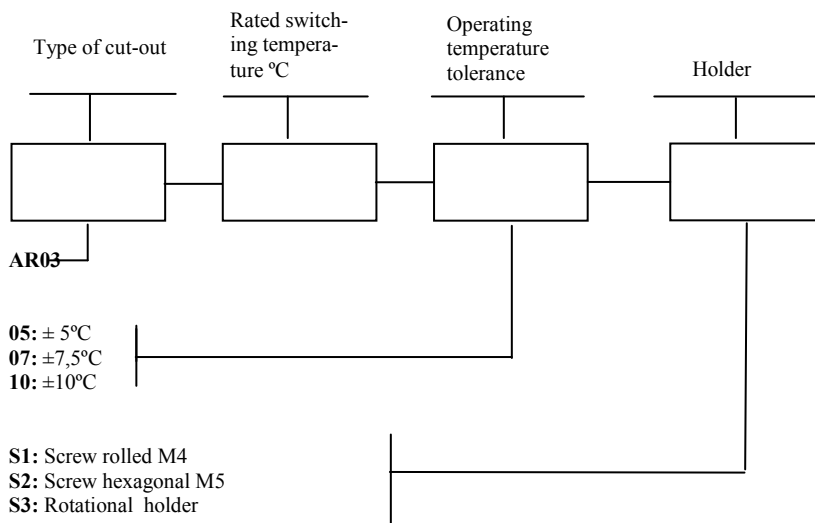 Type of cut-out
Rated switch-
ing tempera-
ture ºC
Operating
temperature
tolerance
Holder
AR03
05: ± 5ºC
07: ±7,5ºC
10: ±10ºC
S1: Screw rolled M4
S2: Screw hexagonal M5
S3: Rotational holder